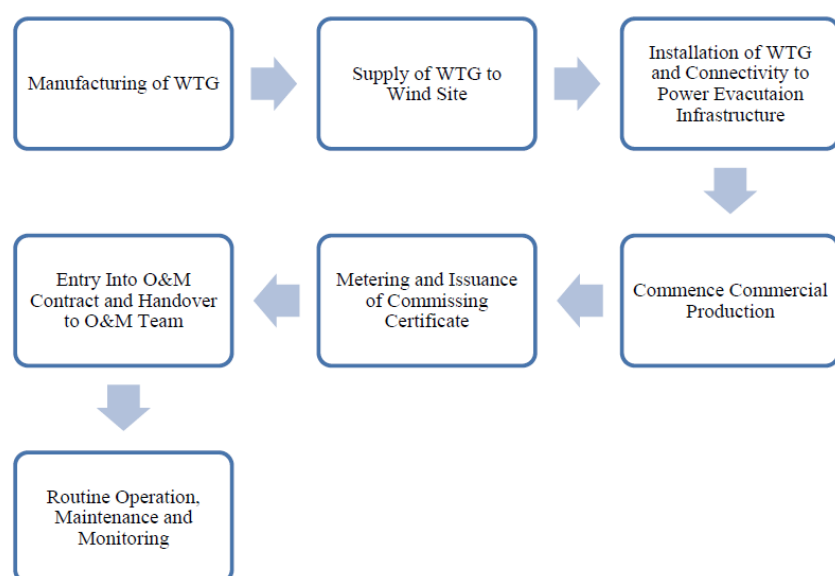 Manufacturing of WTG
Supply of WTG to
Wind Site
Installation of WTG
and Connectivity to
Power Evacutaion
Infrastructure
Commence Commercial
Production
Metering and Issuance
of Commissing
Certificate
Entry Into O&M
Contract and Handover
to O&M Team
Routine Operation,
Maintenance and
Monitoring